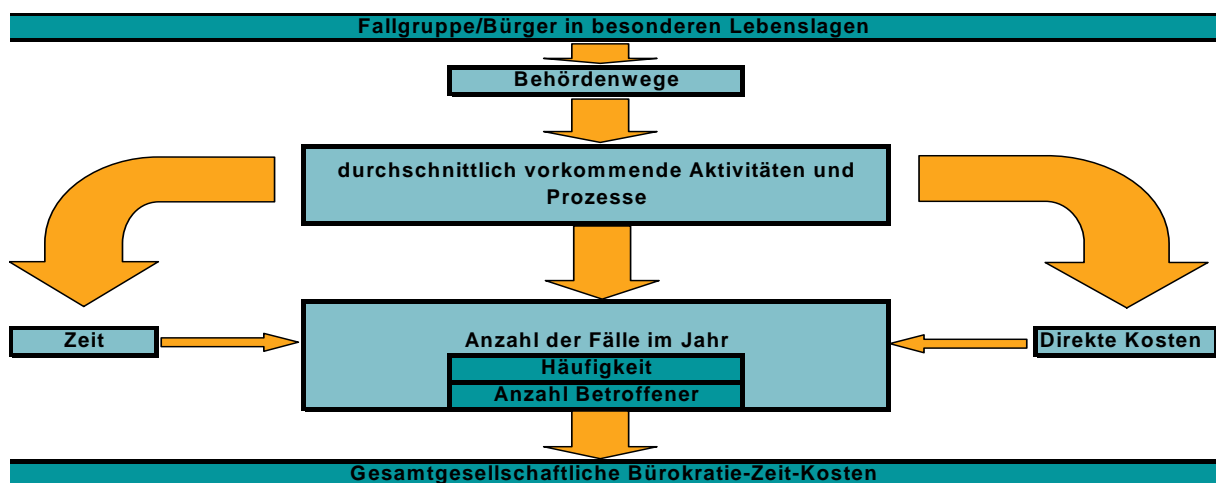 Fallgruppe/Bürger in besonderen Lebenslagen
Behördenwege
durchschnittlich vorkommende Aktivitäten und
Prozesse
Zeit
Anzahl der Fälle im Jahr
Direkte Kosten
Häufigkeit
Anzahl Betroffener
Gesamtgesellschaftliche Bürokratie-Zeit-Kosten